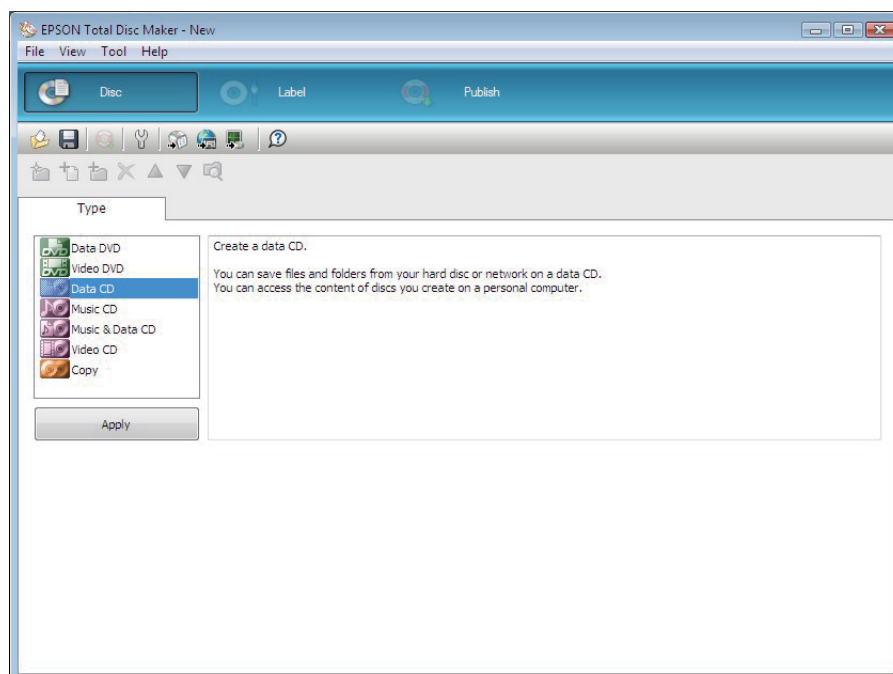 EPSON Total Disc Maker - New
File View Tool Help
Disc Label Publish
Type
Data DVD
Video DVD
Data CD
Music CD
Music & Data CD
Video CD
Copy
Apply
Create a data CD.
You can save files and folders from your hard disc or network on a data CD.
You can access the content of discs you create on a personal computer.